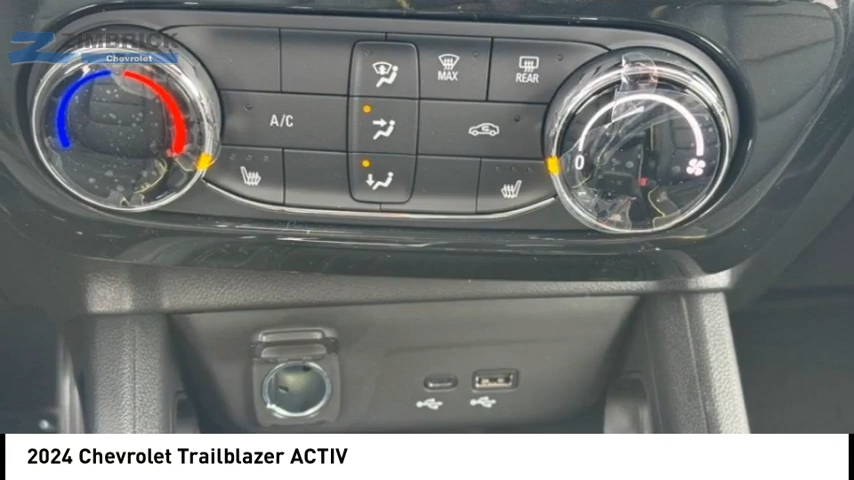 ZIMBRICK
Chevrolet
MAX
REAR
A/C
0
2024 Chevrolet Trailblazer ACTIV